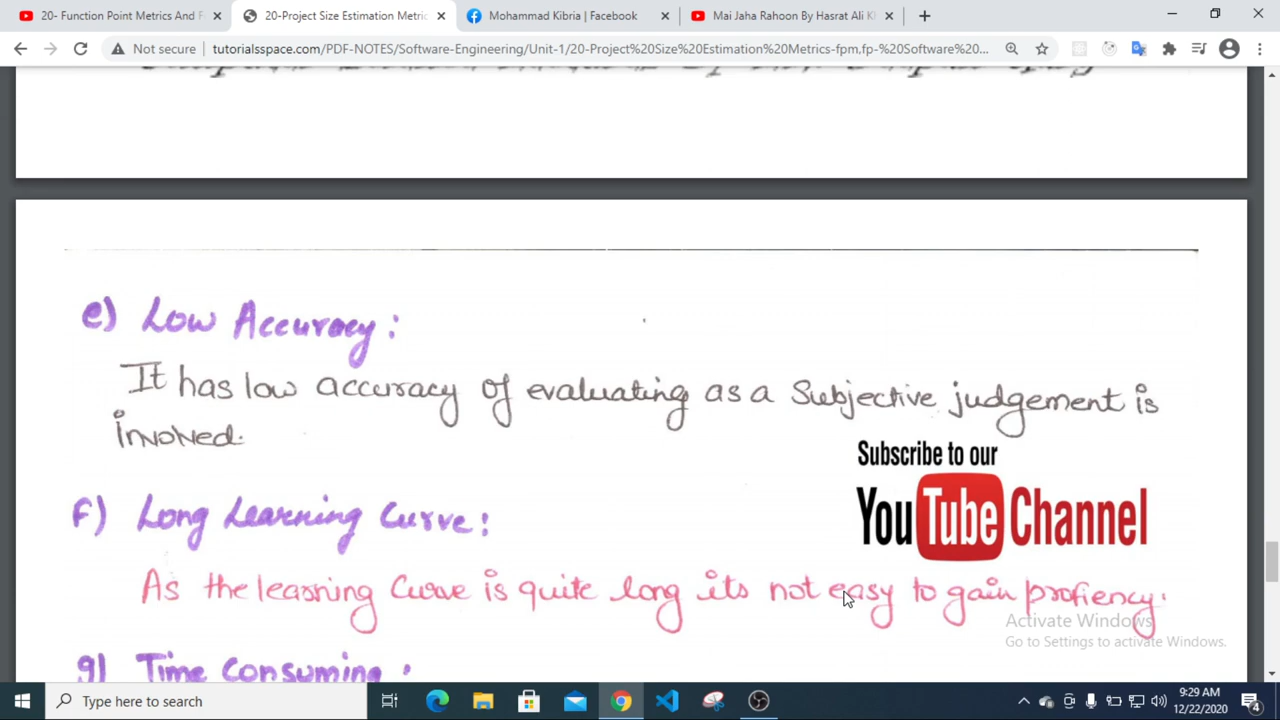 20- Function Point Metrics And F
20-Project Size Estimation Metric
Mohammad Kibria | Facebook
Mai Jaha Rahoon By Hasrat Ali K
Not secure | tutorialsspace.com/PDF-NOTES/Software-Engineering/Unit-1/20-Project%20Size%20Estimation%20Metrics-fpm,fp-%20Software%20...
e) Low Accuracy:
It has low accuracy of evaluating as a Subjective judgement is
involved.
Subscribe to our
YouTube Channel
f) Long Learning Curve:
As the learning Curve is quite long its not easy to gain profiency.
Activate Windows
Go to Settings to activate Windows.
g) Time Consuming :
Type here to search
9:29 AM
12/22/2020
4